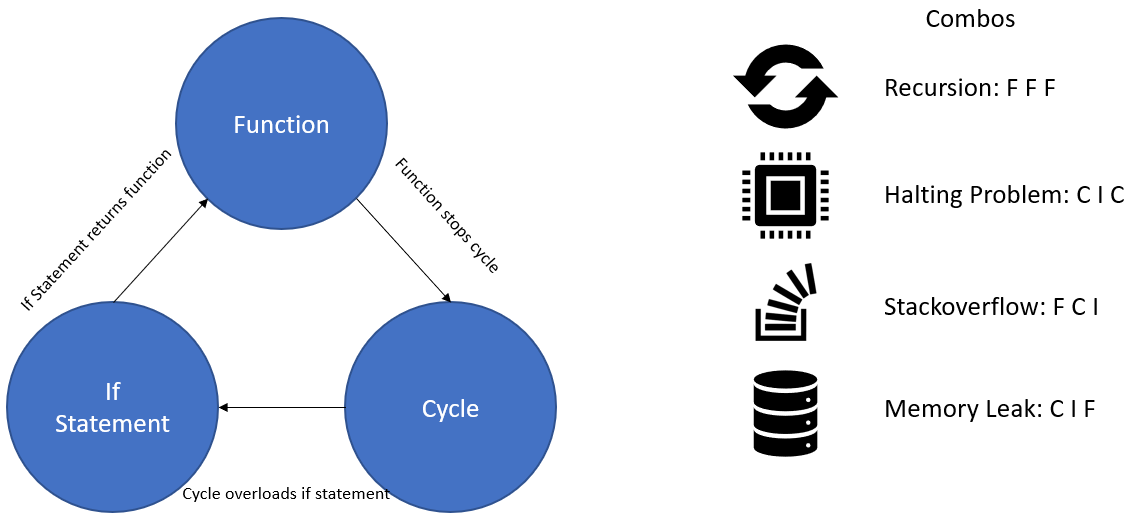 Function
If Statement returns function
Function stops cycle
If
Statement
Cycle
Cycle overloads if statement
Combos
Recursion: F F F
Halting Problem: C I C
Stackoverflow: F C I
Memory Leak: C I F